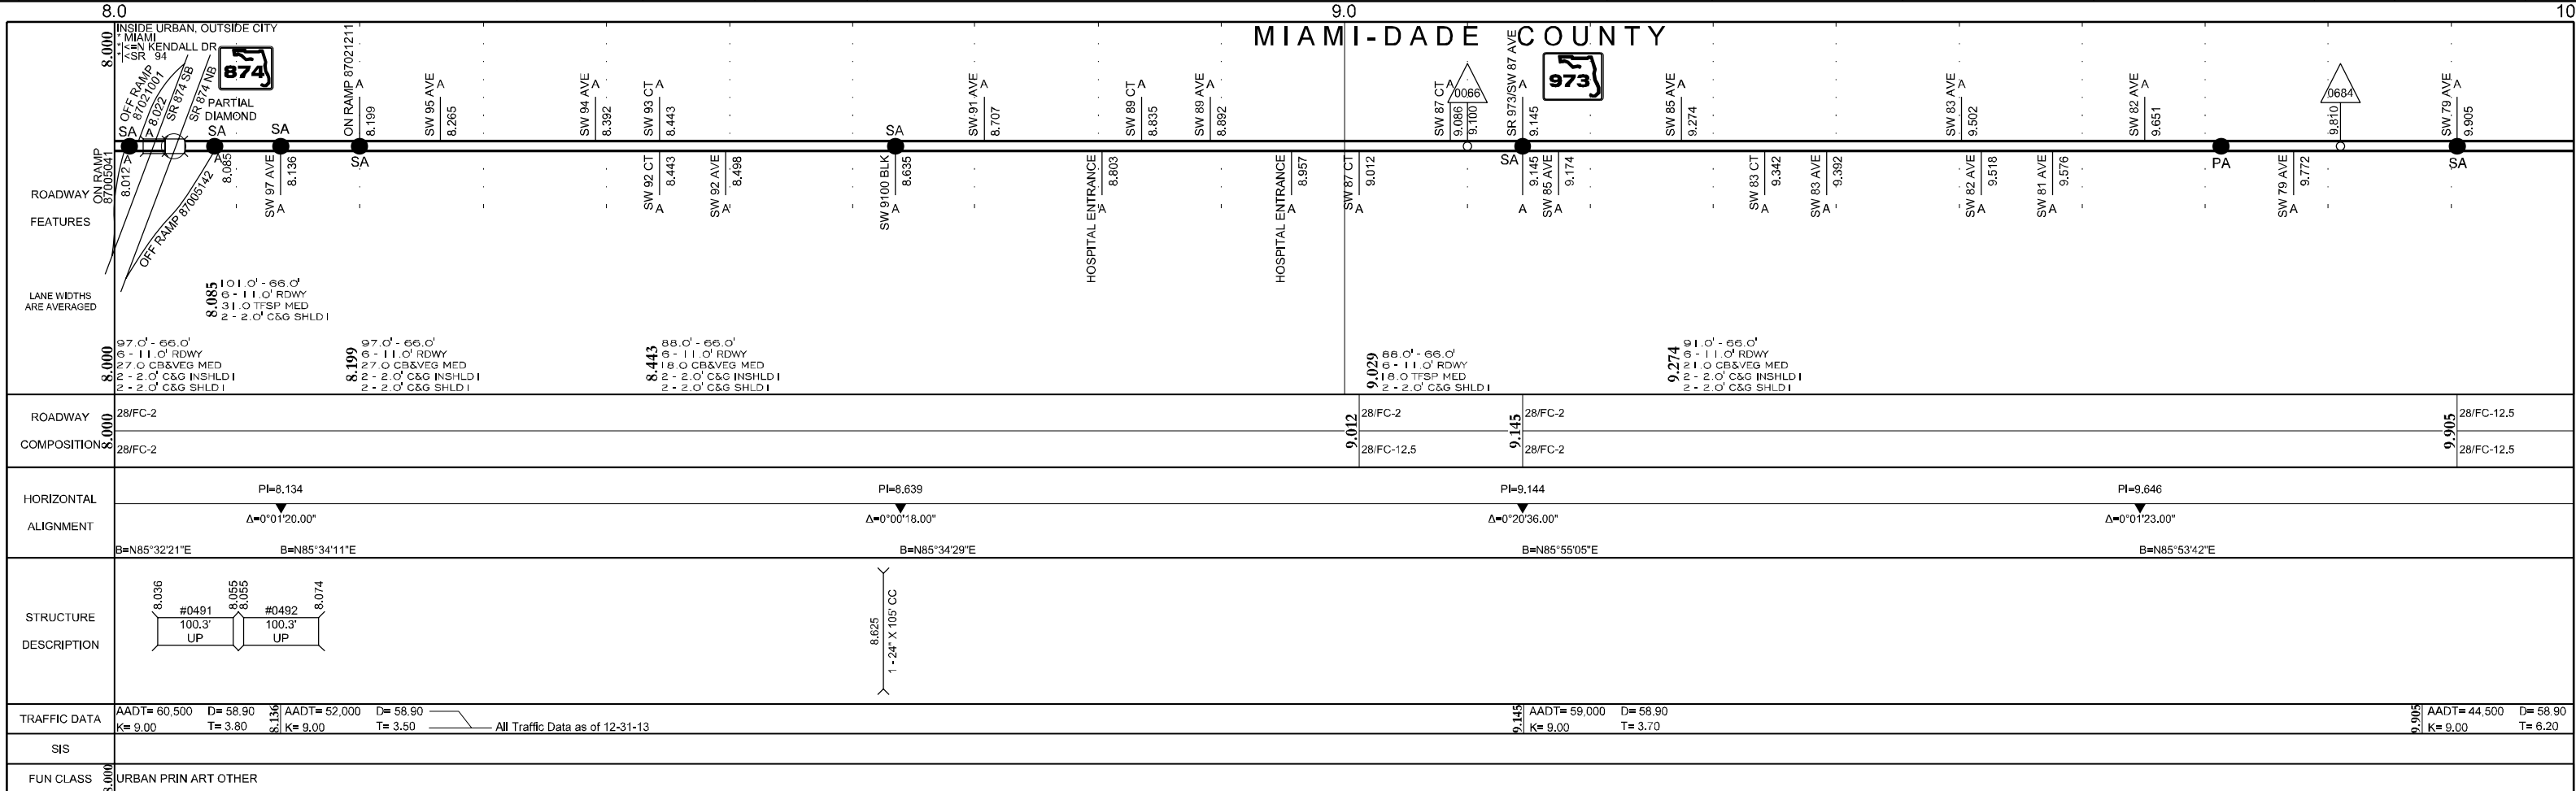 8.0
9.0
10
MIAMI-DADE COUNTY
8.000
INSIDE URBAN, OUTSIDE CITY
* MIAMI
<=N KENDALL DR
<SR 94
874
973
OFF RAMP
87021001
8.022
SR 874 SB
SR 874 NB
PARTIAL
DIAMOND
ON RAMP 87021211 A
8.199
SW 95 AVE A
8.265
SW 94 AVE A
8.392
SW 93 CT A
8.443
SW 91 AVE A
8.707
SW 89 CT A
8.835
SW 89 AVE A
8.892
SW 87 CT A
9.086
0066
9.100
SR 973/SW 87 AVE A
9.145
SW 85 AVE A
9.274
SW 83 AVE A
9.502
SW 82 AVE A
9.651
0684
9.810
SW 79 AVE A
9.905
SA A SA SA SA
SA SA PA SA
ROADWAY
FEATURES
ON RAMP
87005041
8.012 A
A
8.085
OFF RAMP 87005142
SW 97 AVE A
8.136
SW 92 CT A
8.443
SW 92 AVE A
8.498
SW 9100 BLK A
8.635
HOSPITAL ENTRANCE A
8.803
HOSPITAL ENTRANCE A
8.957
SW 87 CT A
9.012
A
9.145
SW 85 AVE A
9.174
SW 83 CT A
9.342
SW 83 AVE A
9.392
SW 82 AVE A
9.518
SW 81 AVE A
9.576
SW 79 AVE A
9.772
LANE WIDTHS
ARE AVERAGED
8.085
101.0' - 66.0'
6 - 11.0' RDWY
31.0 TFSP MED
2 - 2.0' C&G SHLD1
8.000
97.0' - 66.0'
6 - 11.0' RDWY
27.0 CB&VEG MED
2 - 2.0' C&G INSHLD1
2 - 2.0' C&G SHLD1
8.199
97.0' - 66.0'
6 - 11.0' RDWY
27.0 CB&VEG MED
2 - 2.0' C&G INSHLD1
2 - 2.0' C&G SHLD1
8.443
88.0' - 66.0'
6 - 11.0' RDWY
18.0 CB&VEG MED
2 - 2.0' C&G INSHLD1
2 - 2.0' C&G SHLD1
9.029
88.0' - 66.0'
6 - 11.0' RDWY
18.0 TFSP MED
2 - 2.0' C&G SHLD1
9.274
91.0' - 66.0'
6 - 11.0' RDWY
21.0 CB&VEG MED
2 - 2.0' C&G INSHLD1
2 - 2.0' C&G SHLD1
ROADWAY
COMPOSITION
8.000
28/FC-2
28/FC-2
9.012
28/FC-2
28/FC-12.5
9.145
28/FC-2
28/FC-2
9.905
28/FC-12.5
28/FC-12.5
HORIZONTAL
ALIGNMENT
PI=8.134 PI=8.639 PI=9.144 PI=9.646
Δ=0°01'20.00" Δ=0°00'18.00" Δ=0°20'36.00" Δ=0°01'23.00"
B=N85°32'21"E B=N85°34'11"E B=N85°34'29"E B=N85°55'05"E B=N85°53'42"E
STRUCTURE
DESCRIPTION
8.036
#0491
100.3'
UP
8.055
8.055
#0492
100.3'
UP
8.074
8.625
1 - 24" X 105' CC
TRAFFIC DATA
AADT= 60,500 D= 58.90
K= 9.00 T= 3.80
8.136
AADT= 52,000 D= 58.90
K= 9.00 T= 3.50
All Traffic Data as of 12-31-13
9.145
AADT= 59,000 D= 58.90
K= 9.00 T= 3.70
9.905
AADT= 44,500 D= 58.90
K= 9.00 T= 6.20
SIS
FUN CLASS
8.000
URBAN PRIN ART OTHER